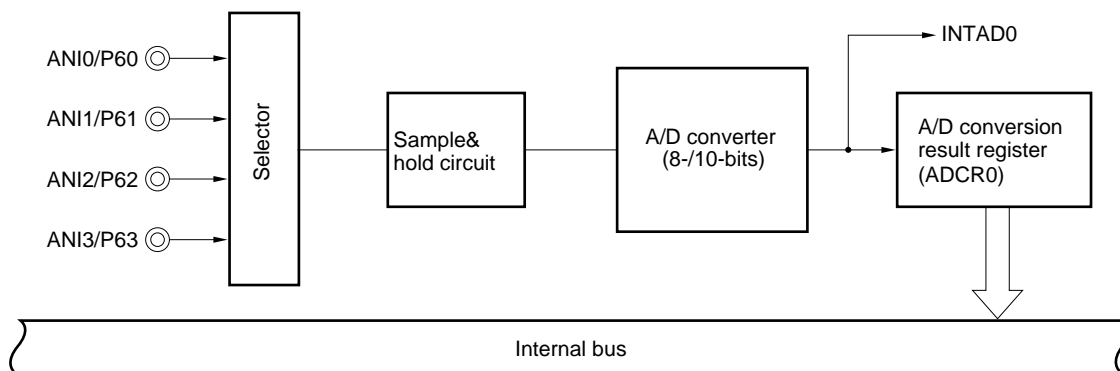 INTAD0
ANI0/P60
ANI1/P61
ANI2/P62
ANI3/P63
Selector
Sample&
hold circuit
A/D converter
(8-/10-bits)
A/D conversion
result register
(ADCR0)
Internal bus